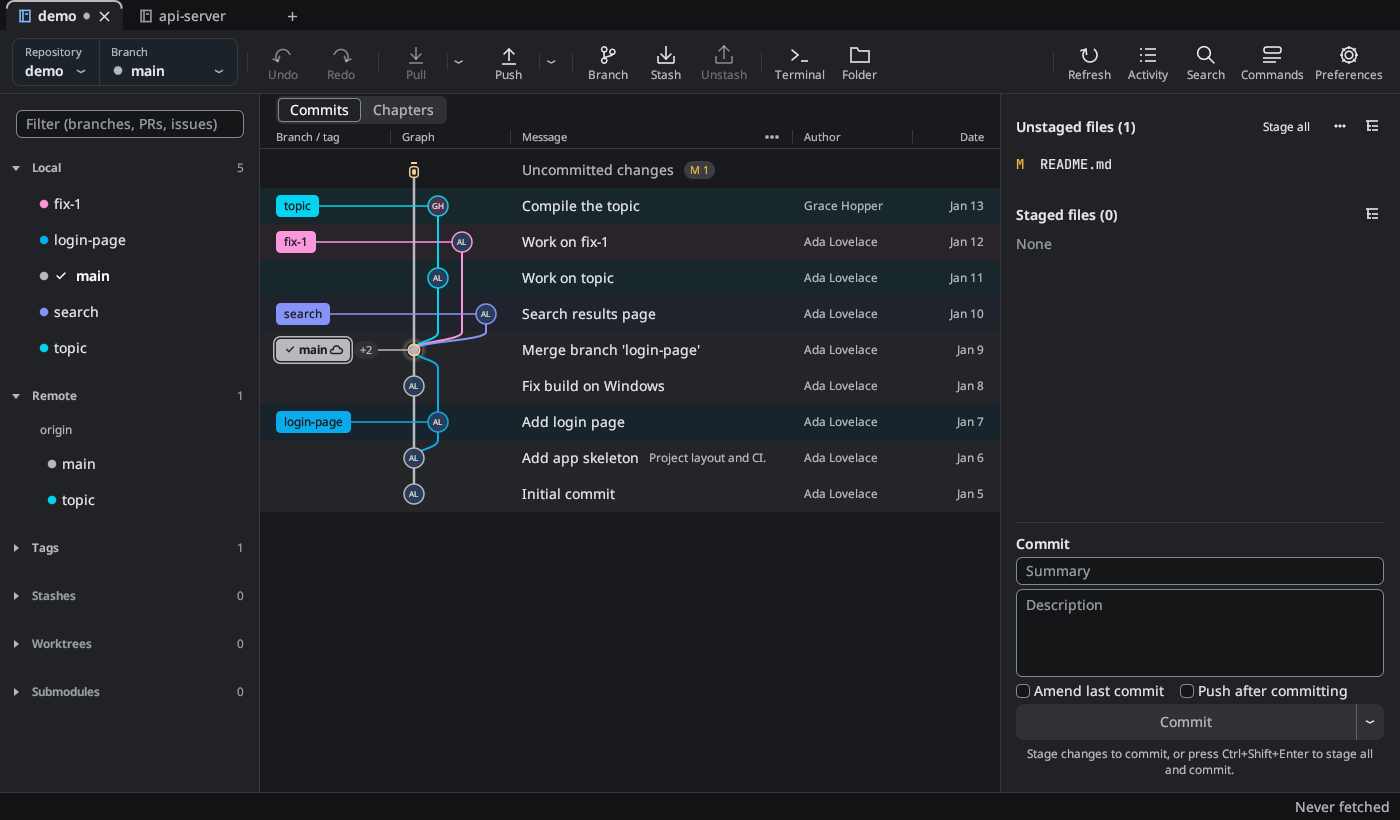 demo
api-server
Repository
demo
Branch
main
Undo
Redo
Pull
Push
Branch
Stash
Unstash
Terminal
Folder
Refresh
Activity
Search
Commands
Preferences
Filter (branches, PRs, issues)
Local 5
fix-1
login-page
main
search
topic
Remote 1
origin
main
topic
Tags 1
Stashes 0
Worktrees 0
Submodules 0
Commits
Chapters
Branch / tag Graph Message Author Date
Uncommitted changes M 1
topic GH Compile the topic Grace Hopper Jan 13
fix-1 AL Work on fix-1 Ada Lovelace Jan 12
AL Work on topic Ada Lovelace Jan 11
search AL Search results page Ada Lovelace Jan 10
main +2 Merge branch 'login-page' Ada Lovelace Jan 9
AL Fix build on Windows Ada Lovelace Jan 8
login-page AL Add login page Ada Lovelace Jan 7
AL Add app skeleton Project layout and CI. Ada Lovelace Jan 6
AL Initial commit Ada Lovelace Jan 5
Unstaged files (1) Stage all
M README.md
Staged files (0)
None
Commit
Summary
Description
Amend last commit Push after committing
Commit
Stage changes to commit, or press Ctrl+Shift+Enter to stage all
and commit.
Never fetched